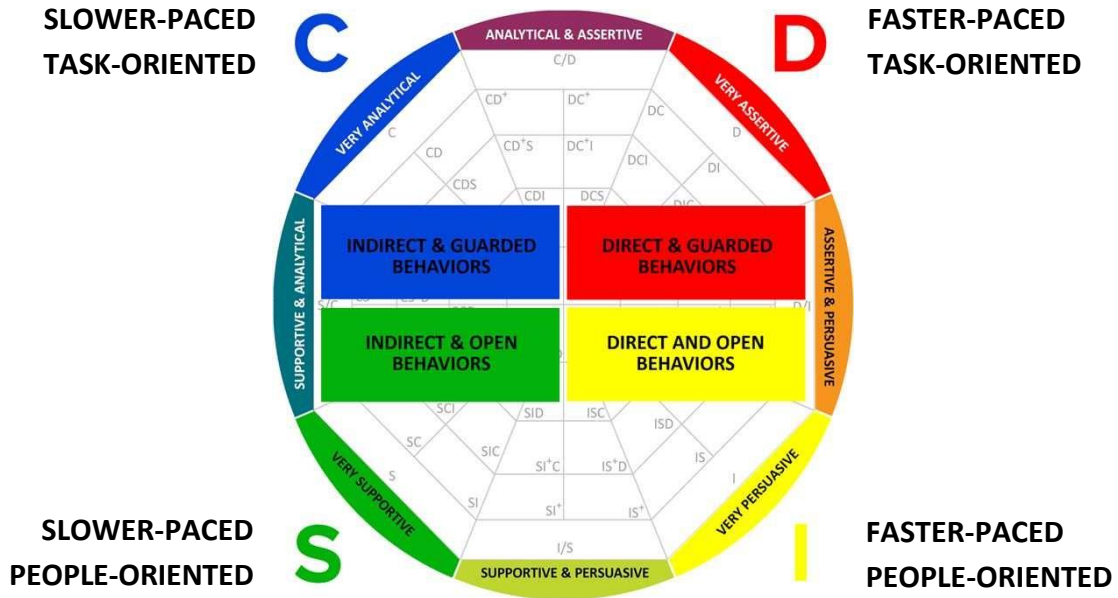 SLOWER-PACED
TASK-ORIENTED
C
ANALYTICAL & ASSERTIVE
D
FASTER-PACED
TASK-ORIENTED
VERY ANALYTICAL
VERY ASSERTIVE
C/D
CD+
DC+
C
DC
D
CD
CD+S
DC+I
DCI
DI
CDS
CDI
DCS
DIC
SUPPORTIVE & ANALYTICAL
INDIRECT & GUARDED
BEHAVIORS
DIRECT & GUARDED
BEHAVIORS
ASSERTIVE & PERSUASIVE
S/C
D/I
INDIRECT & OPEN
BEHAVIORS
DIRECT AND OPEN
BEHAVIORS
SCI
SID
ISC
ISD
SC
SIC
IS
S
SI+C
IS+D
I
SI
SI+
IS+
VERY SUPPORTIVE
VERY PERSUASIVE
I/S
SLOWER-PACED
PEOPLE-ORIENTED
S
SUPPORTIVE & PERSUASIVE
I
FASTER-PACED
PEOPLE-ORIENTED